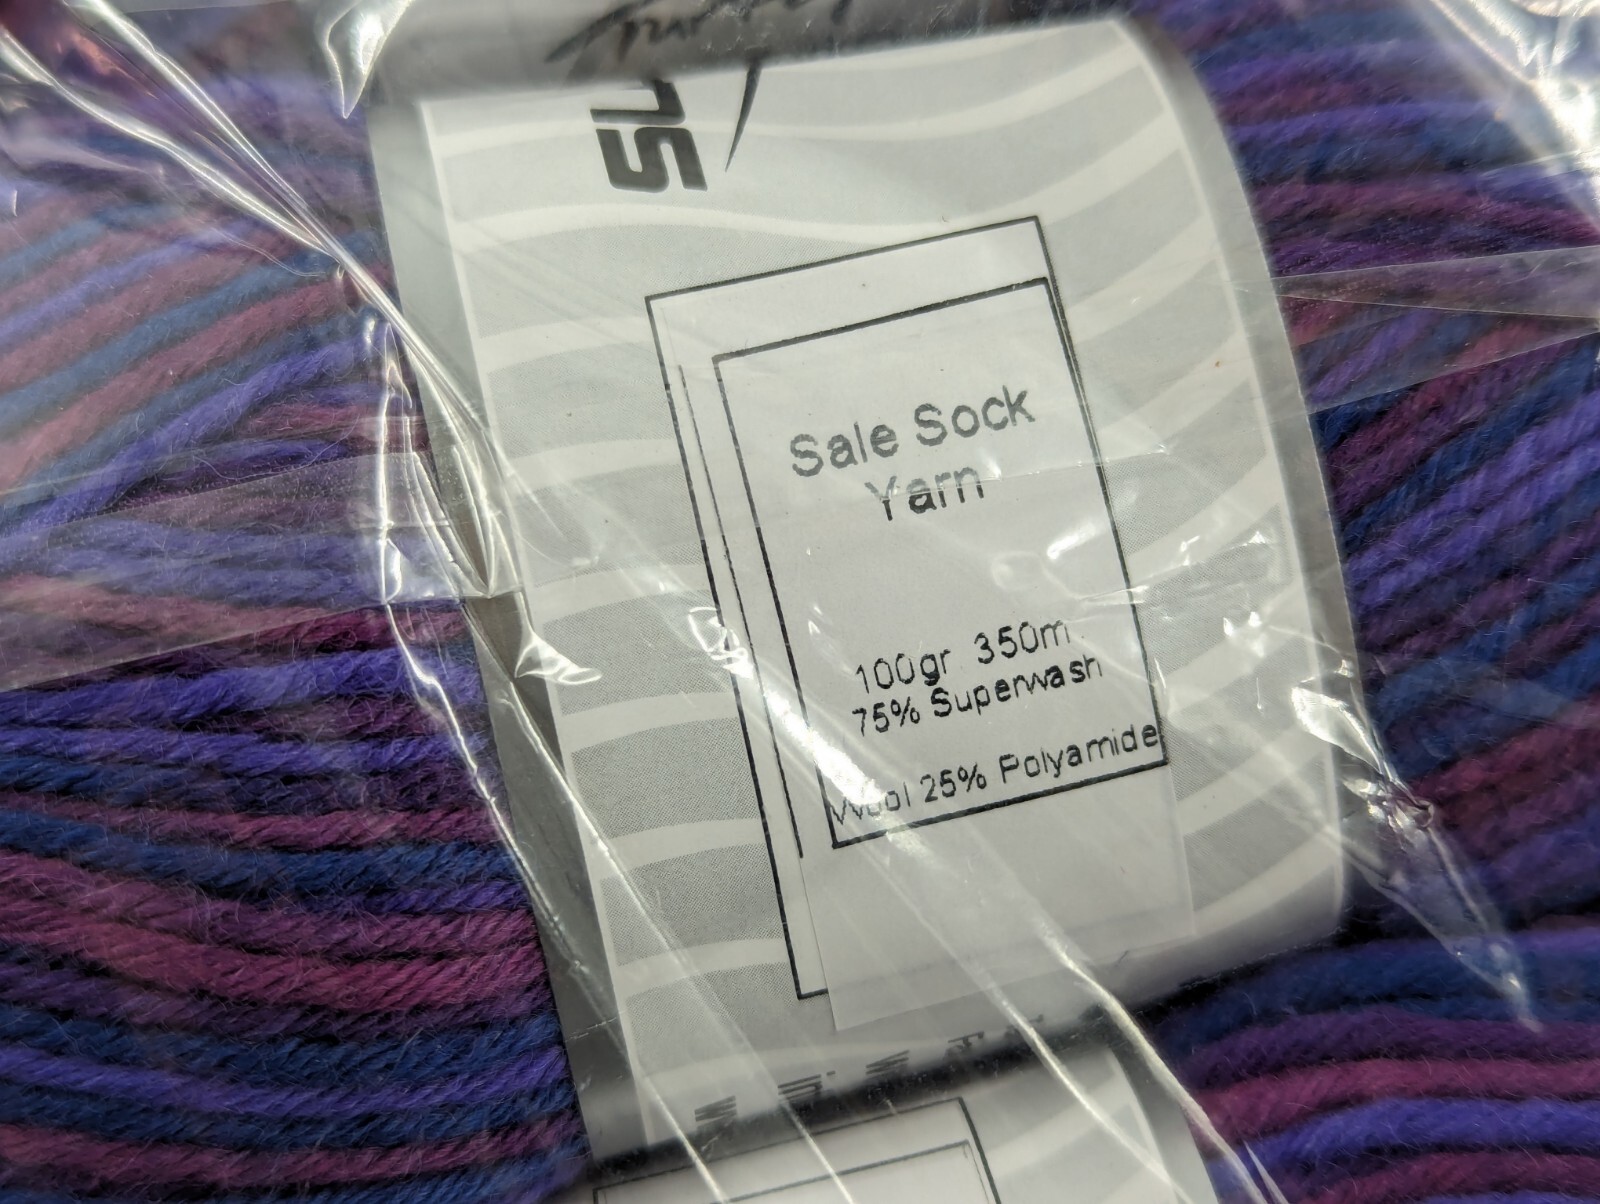 Sale Sock
Yarn
100gr 350m
75% Superwash
Wool 25% Polyamide